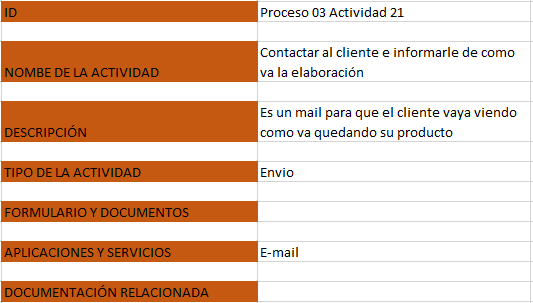 ID Proceso 03 Actividad 21
Contactar al cliente e informarle de como
NOMBE DE LA ACTIVIDAD va la elaboración
Es un mail para que el cliente vaya viendo
DESCRIPCIÓN como va quedando su producto
TIPO DE LA ACTIVIDAD Envio
FORMULARIO Y DOCUMENTOS
APLICACIONES Y SERVICIOS E-mail
DOCUMENTACIÓN RELACIONADA